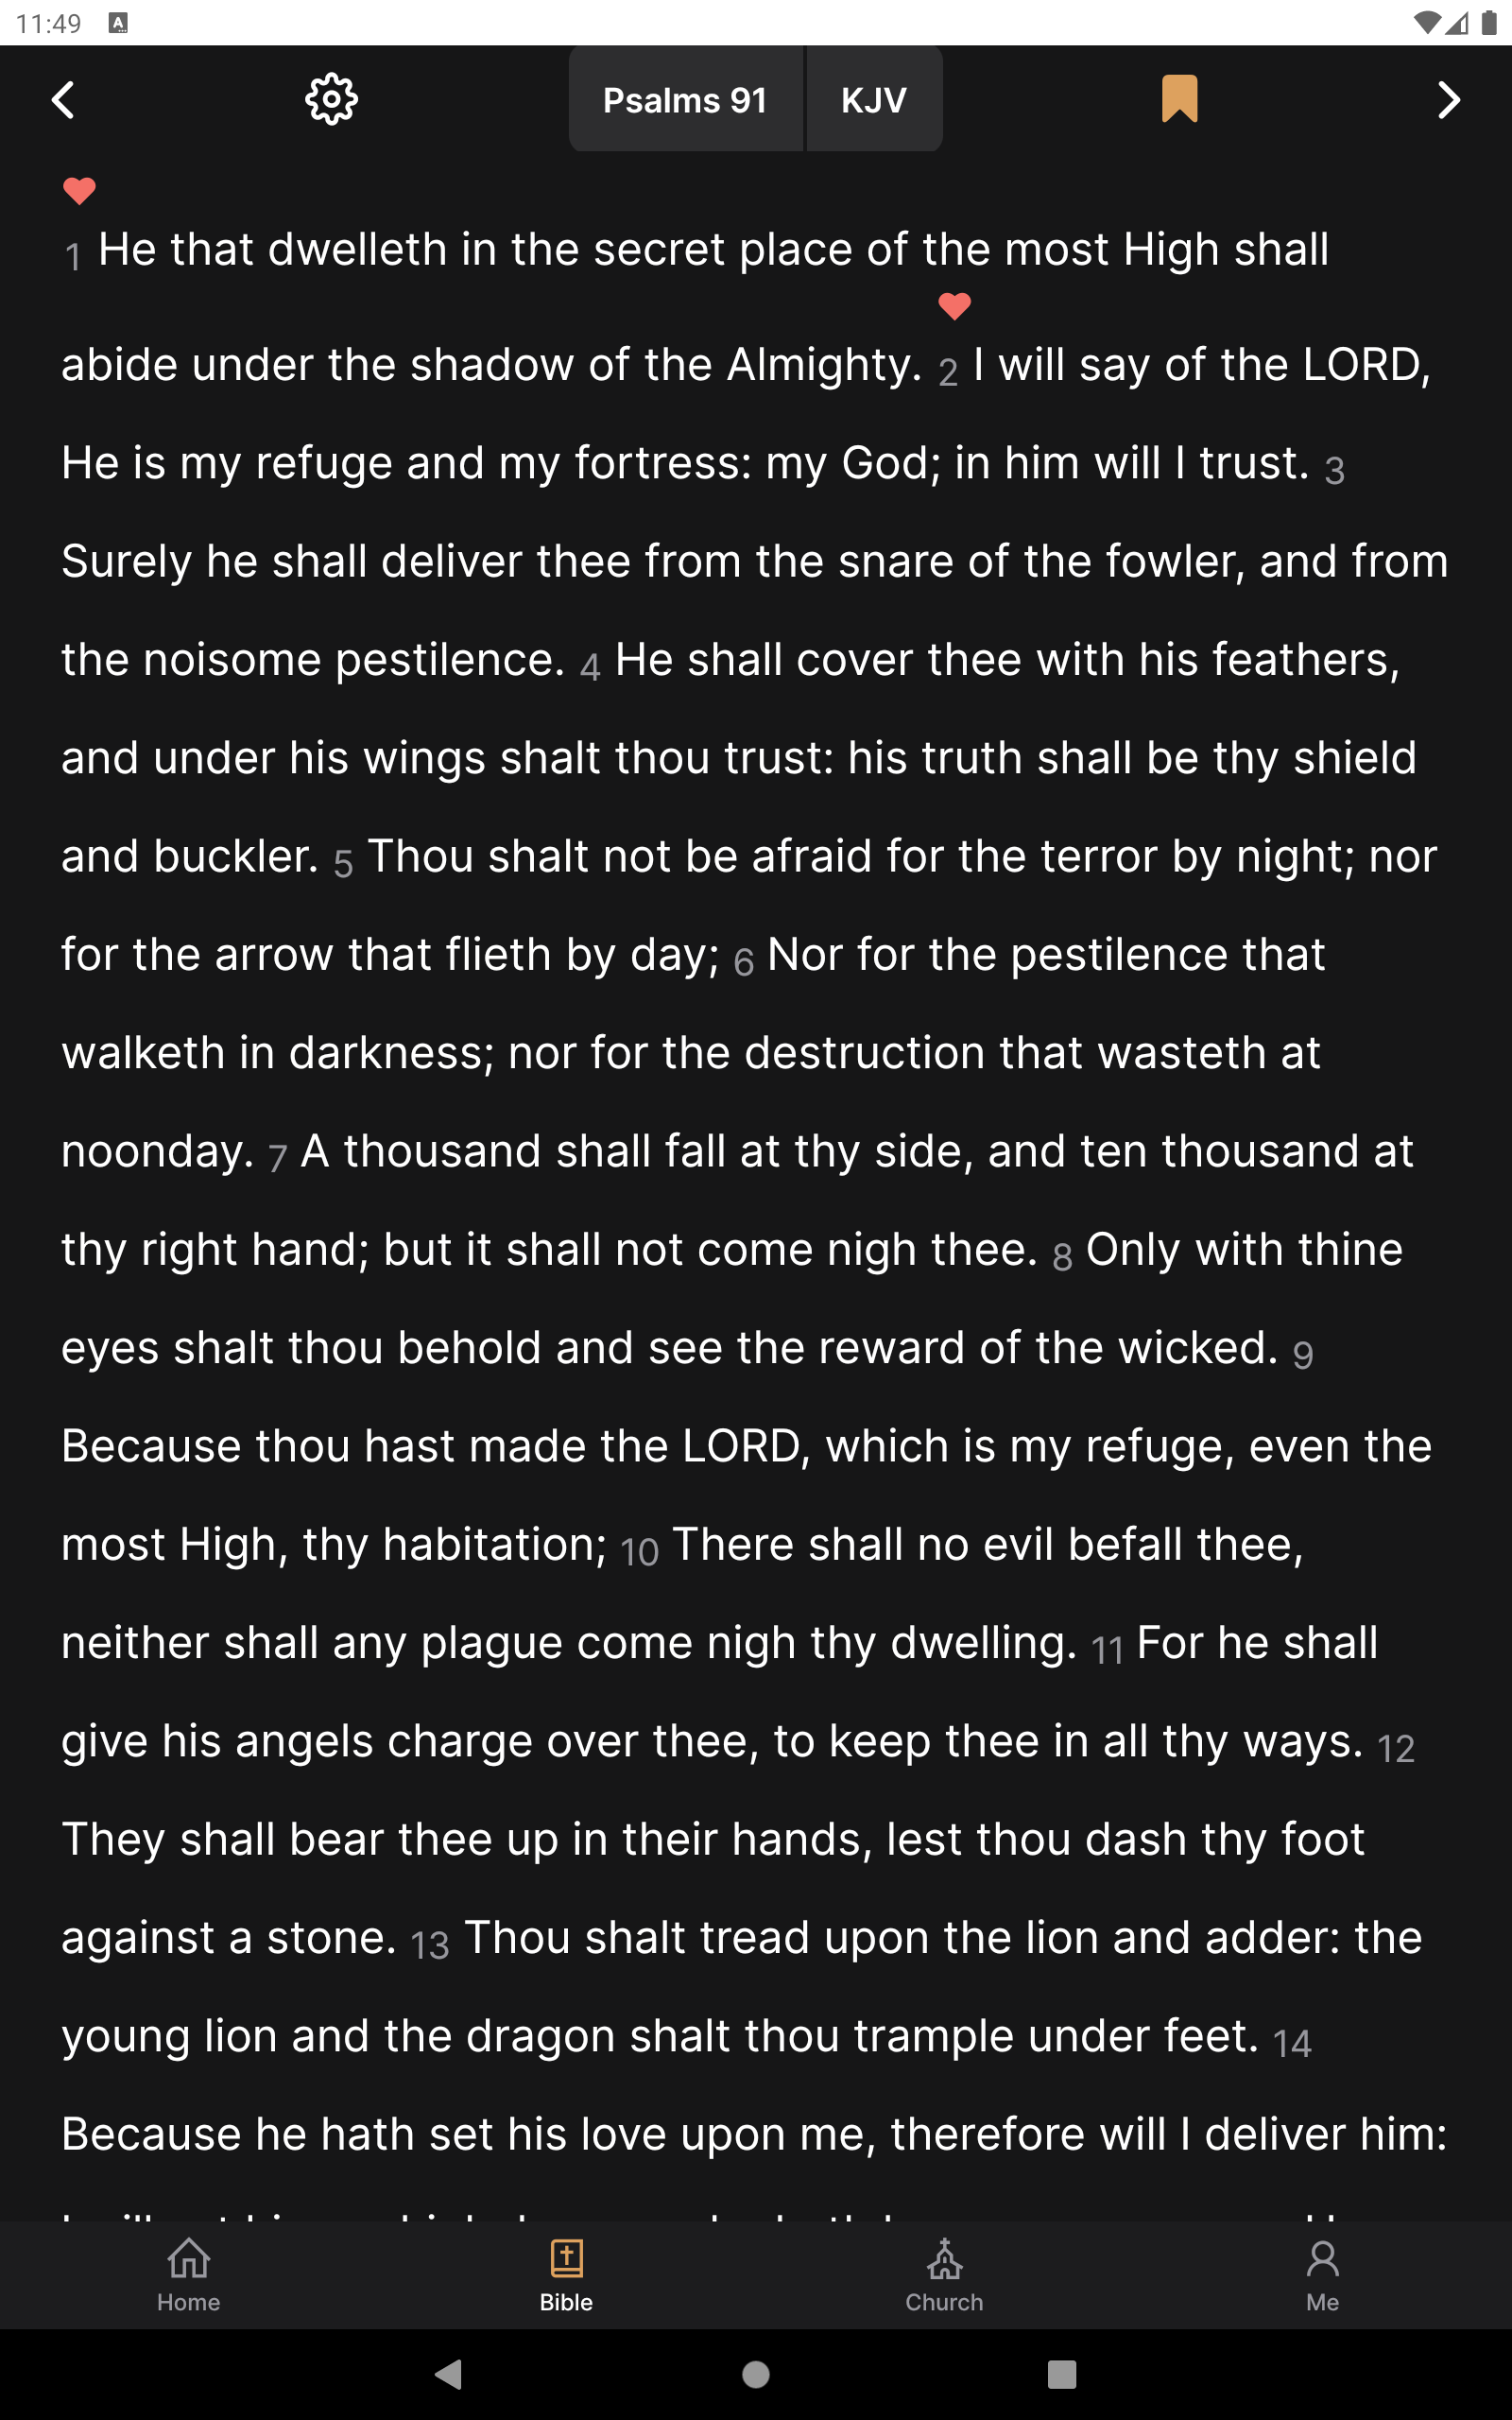 11:49
A
Psalms 91 KJV
1 He that dwelleth in the secret place of the most High shall
abide under the shadow of the Almighty. 2 I will say of the LORD,
He is my refuge and my fortress: my God; in him will I trust. 3
Surely he shall deliver thee from the snare of the fowler, and from
the noisome pestilence. 4 He shall cover thee with his feathers,
and under his wings shalt thou trust: his truth shall be thy shield
and buckler. 5 Thou shalt not be afraid for the terror by night; nor
for the arrow that flieth by day; 6 Nor for the pestilence that
walketh in darkness; nor for the destruction that wasteth at
noonday. 7 A thousand shall fall at thy side, and ten thousand at
thy right hand; but it shall not come nigh thee. 8 Only with thine
eyes shalt thou behold and see the reward of the wicked. 9
Because thou hast made the LORD, which is my refuge, even the
most High, thy habitation; 10 There shall no evil befall thee,
neither shall any plague come nigh thy dwelling. 11 For he shall
give his angels charge over thee, to keep thee in all thy ways. 12
They shall bear thee up in their hands, lest thou dash thy foot
against a stone. 13 Thou shalt tread upon the lion and adder: the
young lion and the dragon shalt thou trample under feet. 14
Because he hath set his love upon me, therefore will I deliver him:
Home Bible Church Me